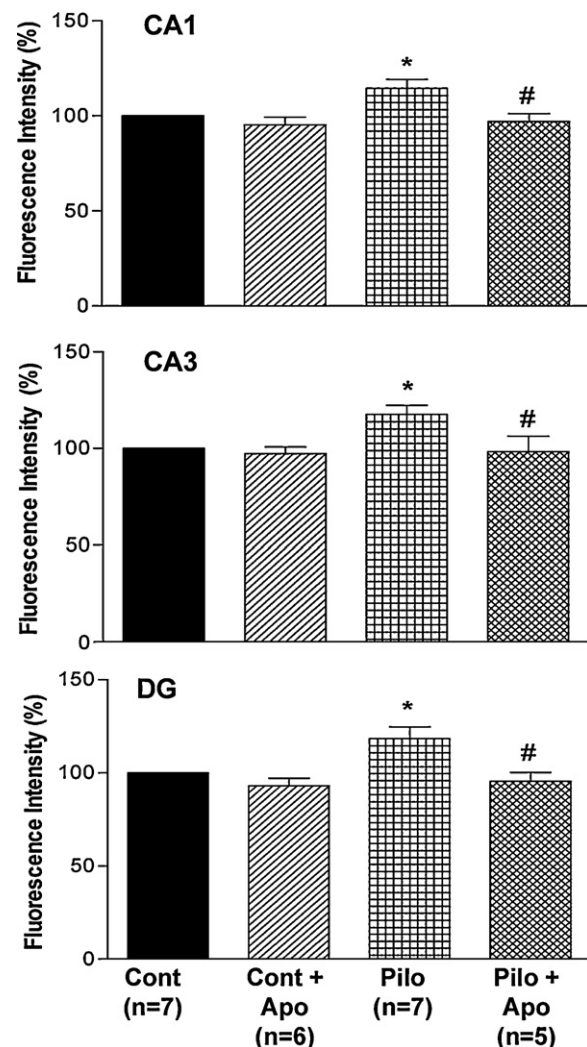 CA1
Fluorescence Intensity (%)
150
100
50
0
*
#
CA3
Fluorescence Intensity (%)
150
100
50
0
*
#
DG
Fluorescence Intensity (%)
150
100
50
0
*
#
Cont
(n=7)
Cont +
Apo
(n=6)
Pilo
(n=7)
Pilo +
Apo
(n=5)